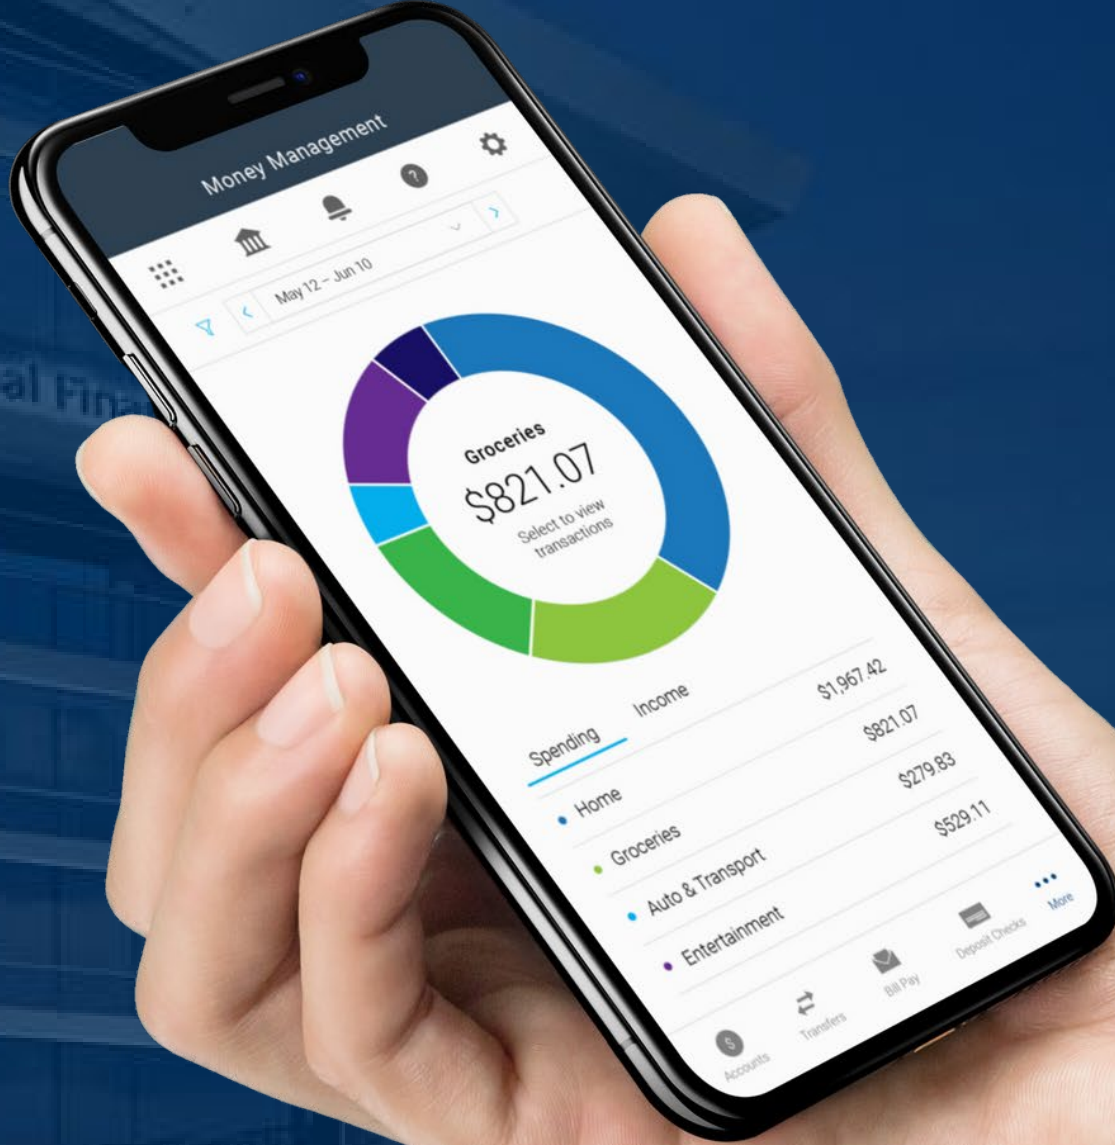 Money Management
?
May 12 – Jun 10
Groceries
$821.07
Select to view
transactions
Spending Income
Home $1,967.42
Groceries $821.07
Auto & Transport $279.83
Entertainment $529.11
$
Accounts Transfers Bill Pay Deposit Checks More